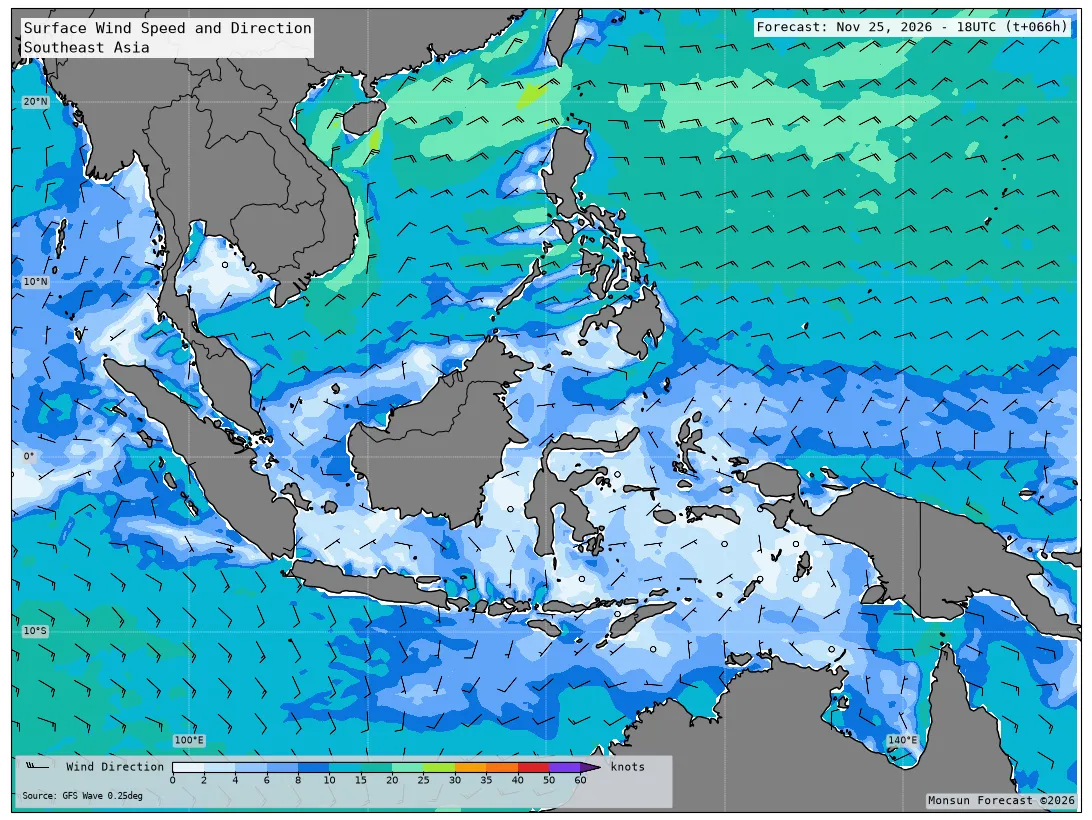 Surface Wind Speed and Direction
Southeast Asia
Forecast: Nov 25, 2026 - 18UTC (t+066h)
20°N
10°N
0°
10°S
100°E
140°E
Wind Direction
0 2 4 6 8 10 15 20 25 30 35 40 50 60
knots
Source: GFS Wave 0.25deg
Monsun Forecast ©2026